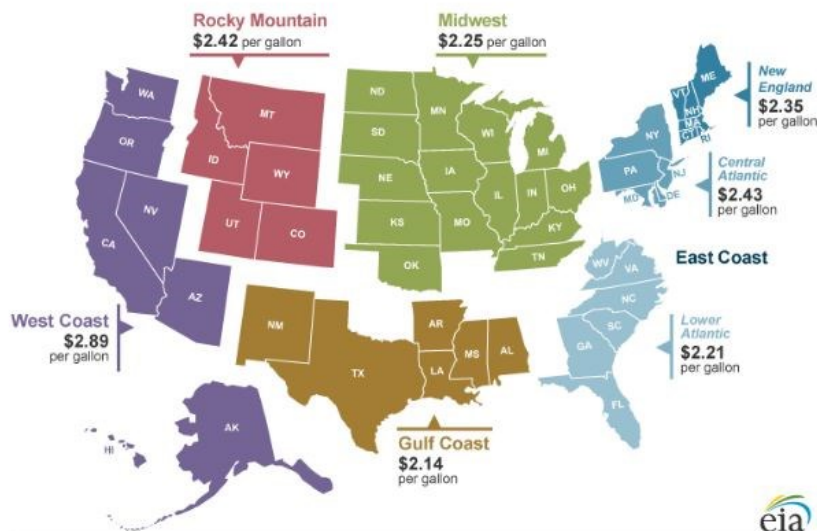 Rocky Mountain
$2.42 per gallon
Midwest
$2.25 per gallon
New
England
$2.35
per gallon
Central
Atlantic
$2.43
per gallon
East Coast
Lower
Atlantic
$2.21
per gallon
West Coast
$2.89
per gallon
Gulf Coast
$2.14
per gallon
WA
OR
CA
NV
AZ
AK
HI
MT
ID
WY
UT
CO
ND
SD
NE
KS
OK
MN
IA
MO
WI
IL
MI
IN
OH
KY
TN
NM
TX
AR
LA
MS
AL
ME
VT
NH
MA
CT
RI
NY
PA
NJ
MD
DE
WV
VA
NC
SC
GA
FL
eia